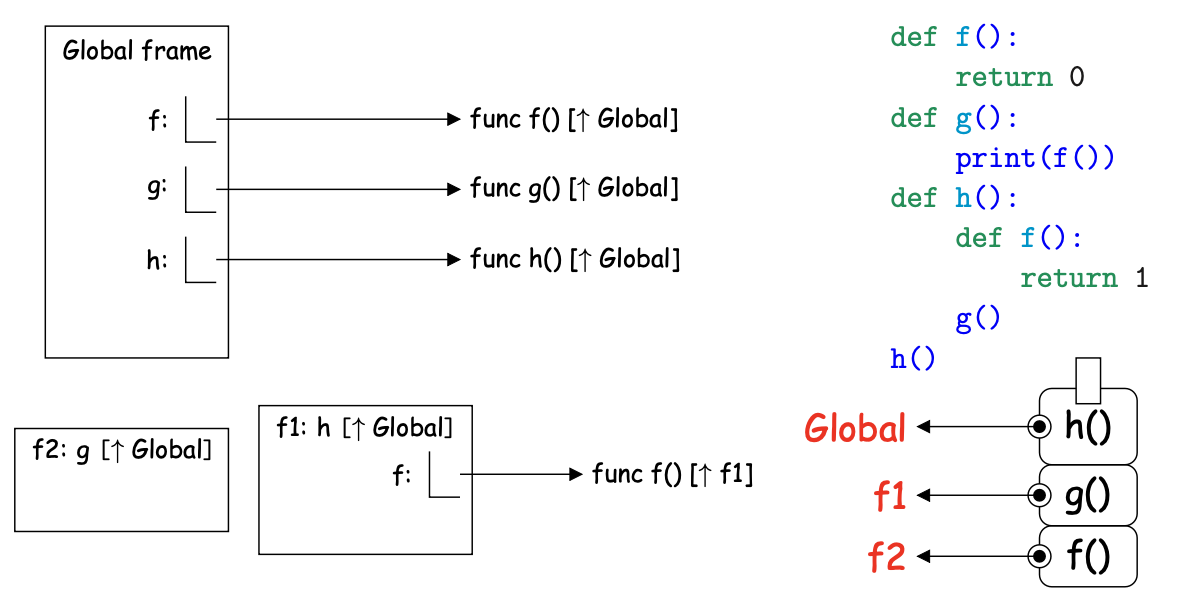 Global frame
f:
func f() [↑ Global]
g:
func g() [↑ Global]
h:
func h() [↑ Global]
def f():
    return 0
def g():
    print(f())
def h():
    def f():
        return 1
    g()
h()
f2: g [↑ Global]
f1: h [↑ Global]
f:
func f() [↑ f1]
Global
h()
f1
g()
f2
f()